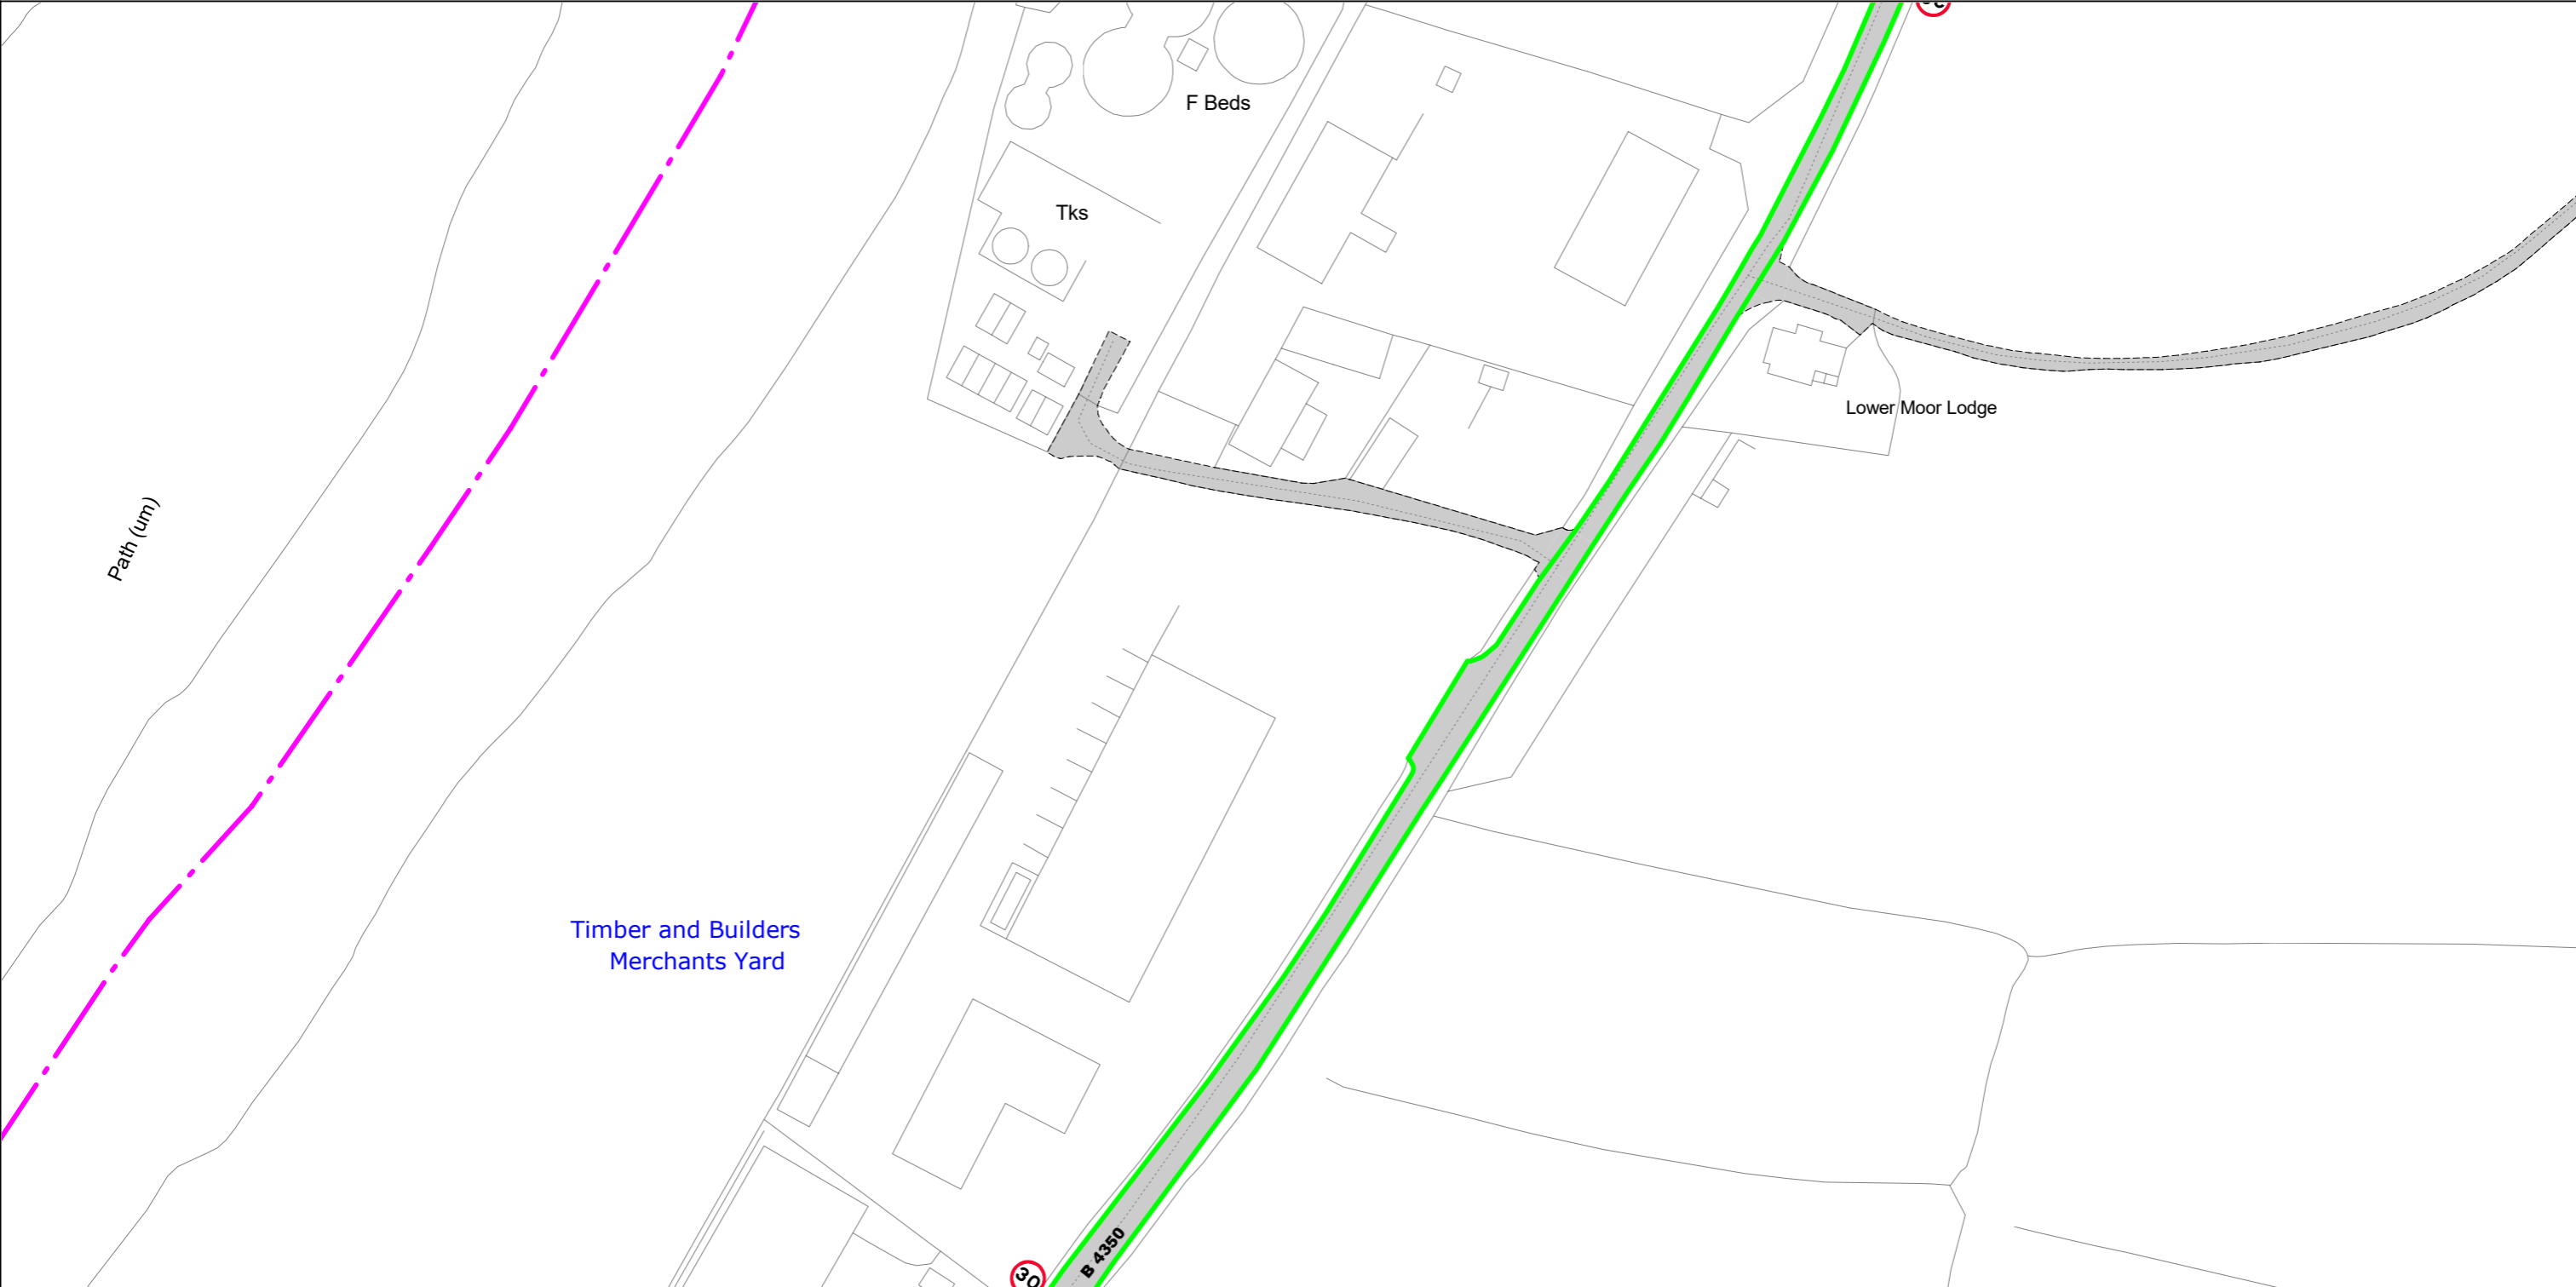 F Beds
Tks
Lower Moor Lodge
Path (um)
Timber and Builders
Merchants Yard
B 4350
30